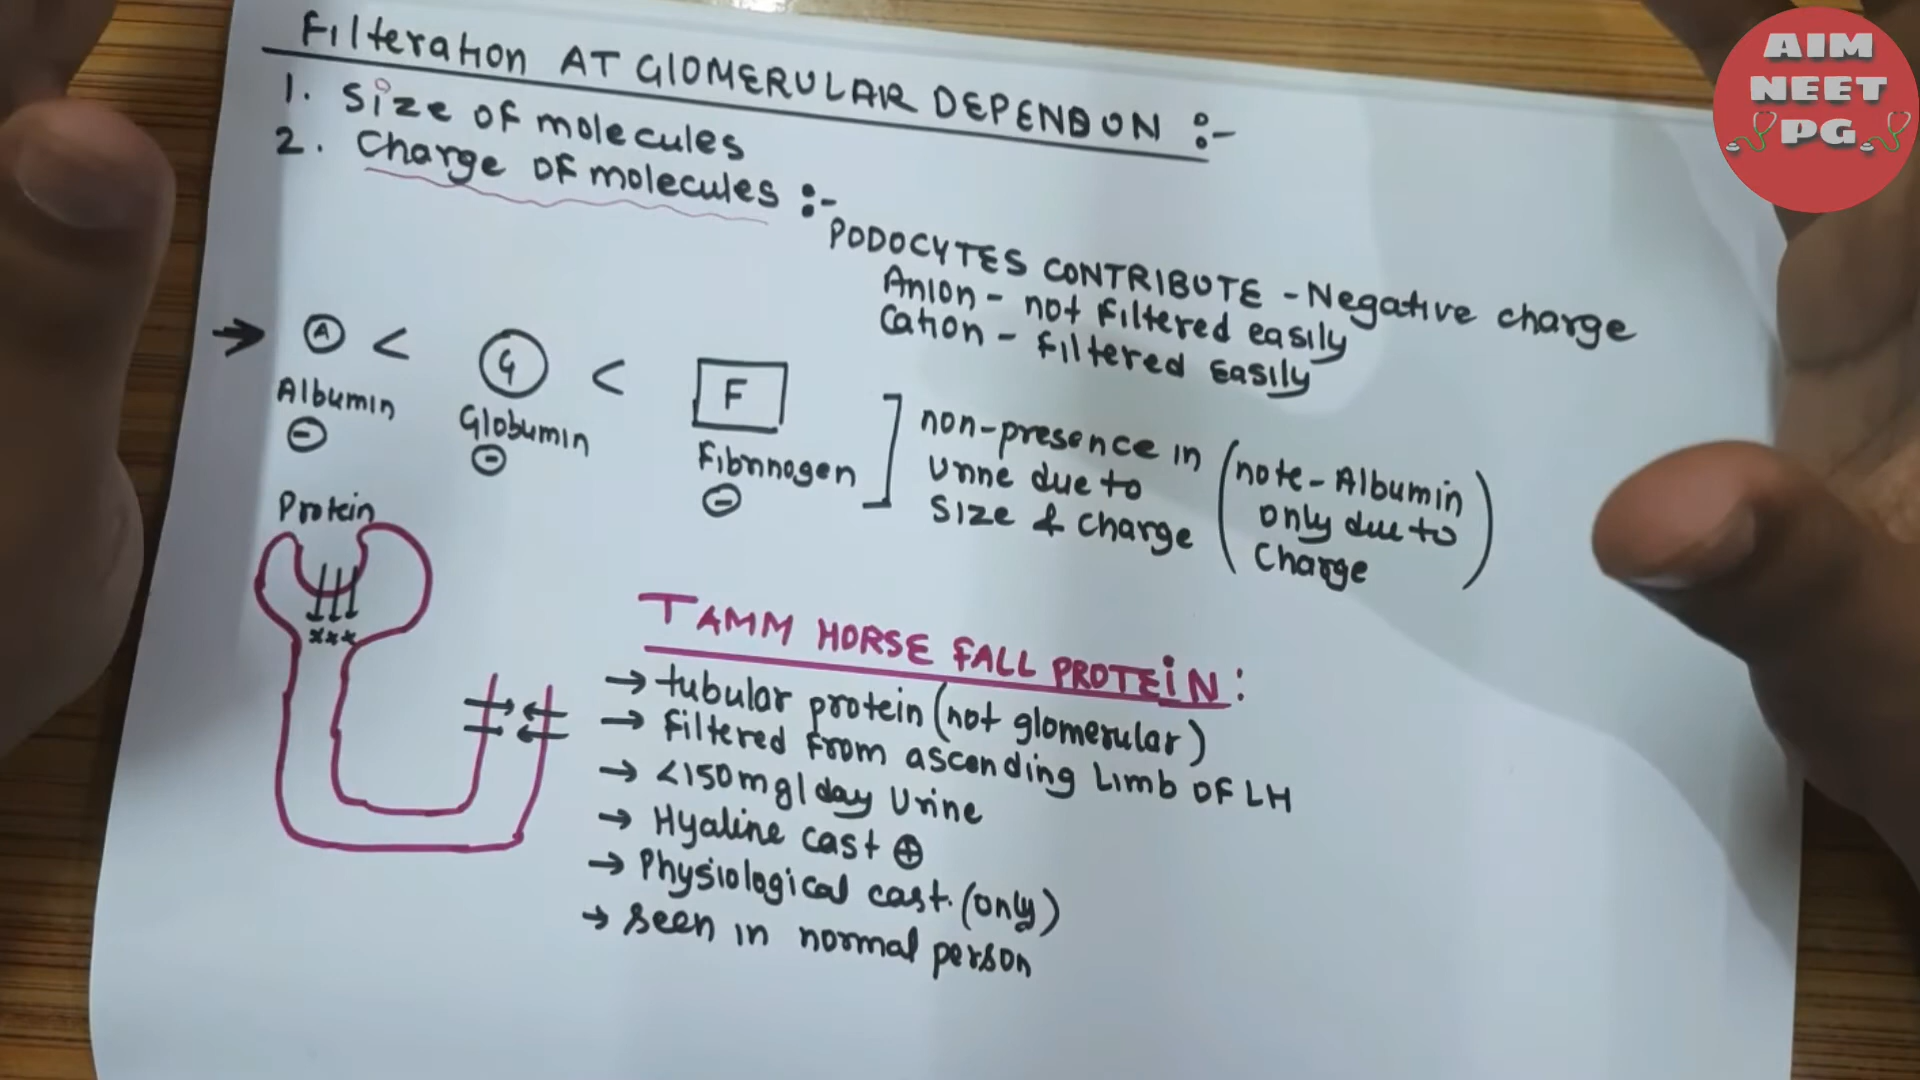 Filteration AT GlOMERULAR DEPENDON :-
1. Size of molecules
2. Charge of molecules :-
PODOCYTES CONTRIBUTE - Negative charge
Anion - not filtered easily
Cation - filtered Easily
A < G < F
Albumin Globumin Fibrinogen
non-presence in
Urine due to
Size & Charge
(note-Albumin
only due to
Charge)
Protein
TAMM HORSE FALL PROTEIN:
→ tubular protein (not glomerular)
→ filtered from ascending Limb OF LH
→ <150mg/day Urine
→ Hyaline cast ⊕
→ Physiological cast. (only)
→ seen in normal person
AIM
NEET
PG